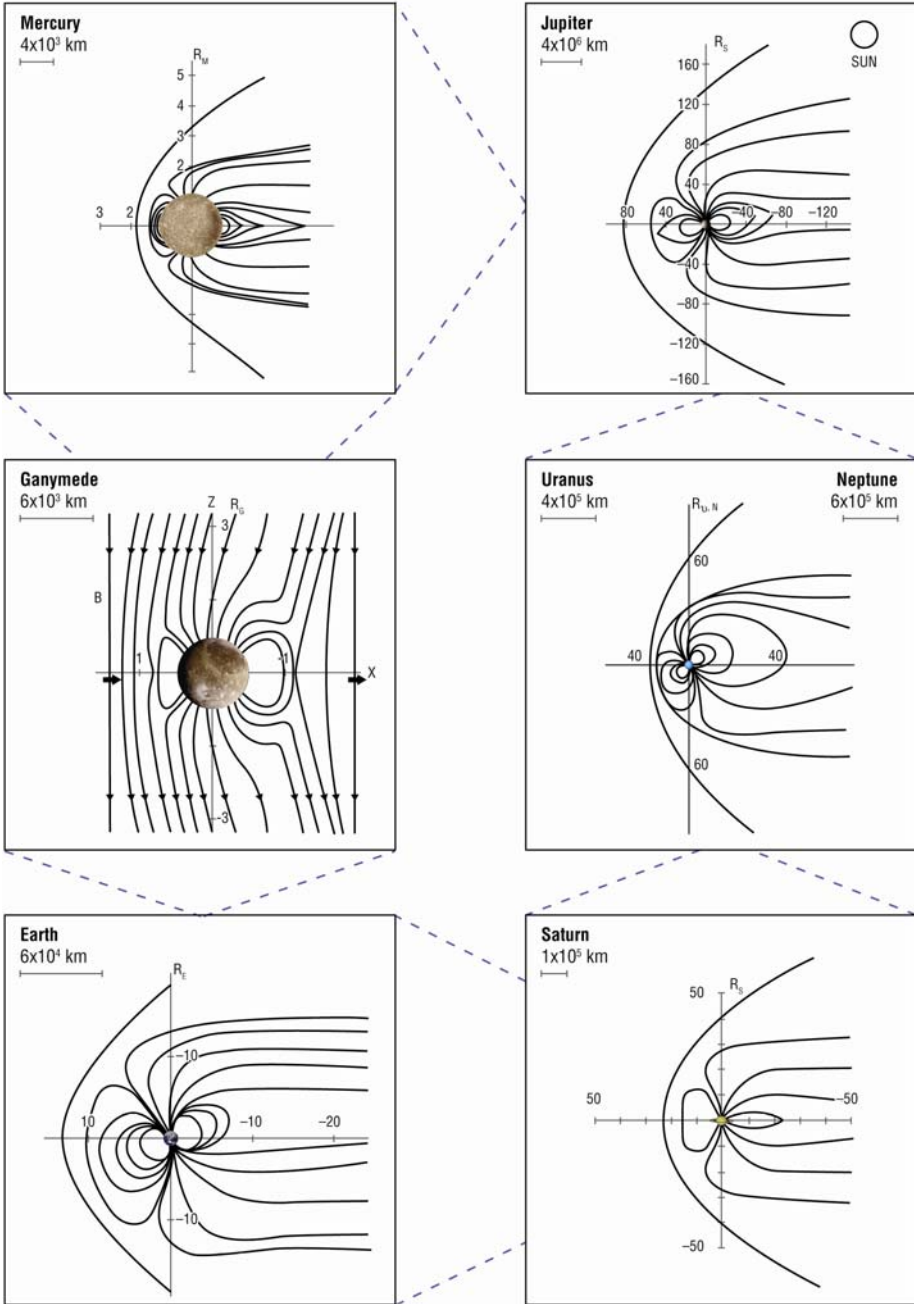 Mercury
4x10³ km
R_M
5
4
3
2
3 2
Jupiter
4x10⁶ km
R_S
SUN
160
120
80
40
80 40 −40 −80 −120
−40
−80
−120
−160
Ganymede
6x10³ km
Z R_G
3
B
1 -1 X
-3
Uranus
4x10⁵ km
Neptune
6x10⁵ km
R_U, N
60
40 40
60
Earth
6x10⁴ km
R_E
−10
10 −10 −20
−10
Saturn
1x10⁵ km
R_S
50
50 −50
−50